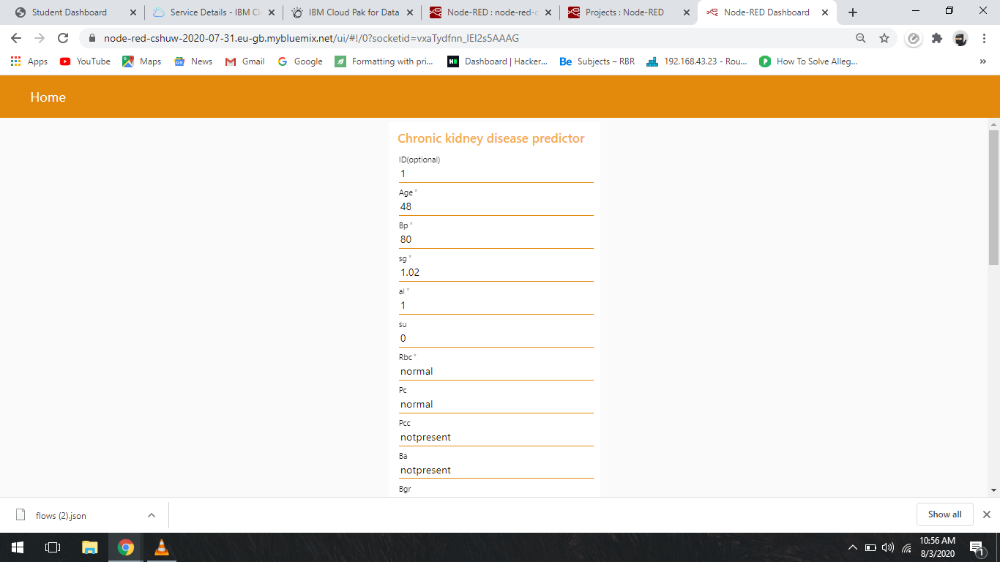 Student Dashboard
Service Details - IBM Cl
IBM Cloud Pak for Data
Node-RED : node-red-c
Projects : Node-RED
Node-RED Dashboard
node-red-cshuw-2020-07-31.eu-gb.mybluemix.net/ui/#!/0?socketid=vxaTydfnn_IEI2s5AAAG
Apps
YouTube
Maps
News
Gmail
Google
Formatting with pri...
Dashboard | Hacker...
Subjects – RBR
192.168.43.23 - Rou...
How To Solve Alleg...
»
Home
Chronic kidney disease predictor
ID(optional)
1
Age *
48
Bp *
80
sg *
1.02
al *
1
su
0
Rbc *
normal
Pc
normal
Pcc
notpresent
Ba
notpresent
Bgr
flows (2).json
Show all
10:56 AM
8/3/2020
1